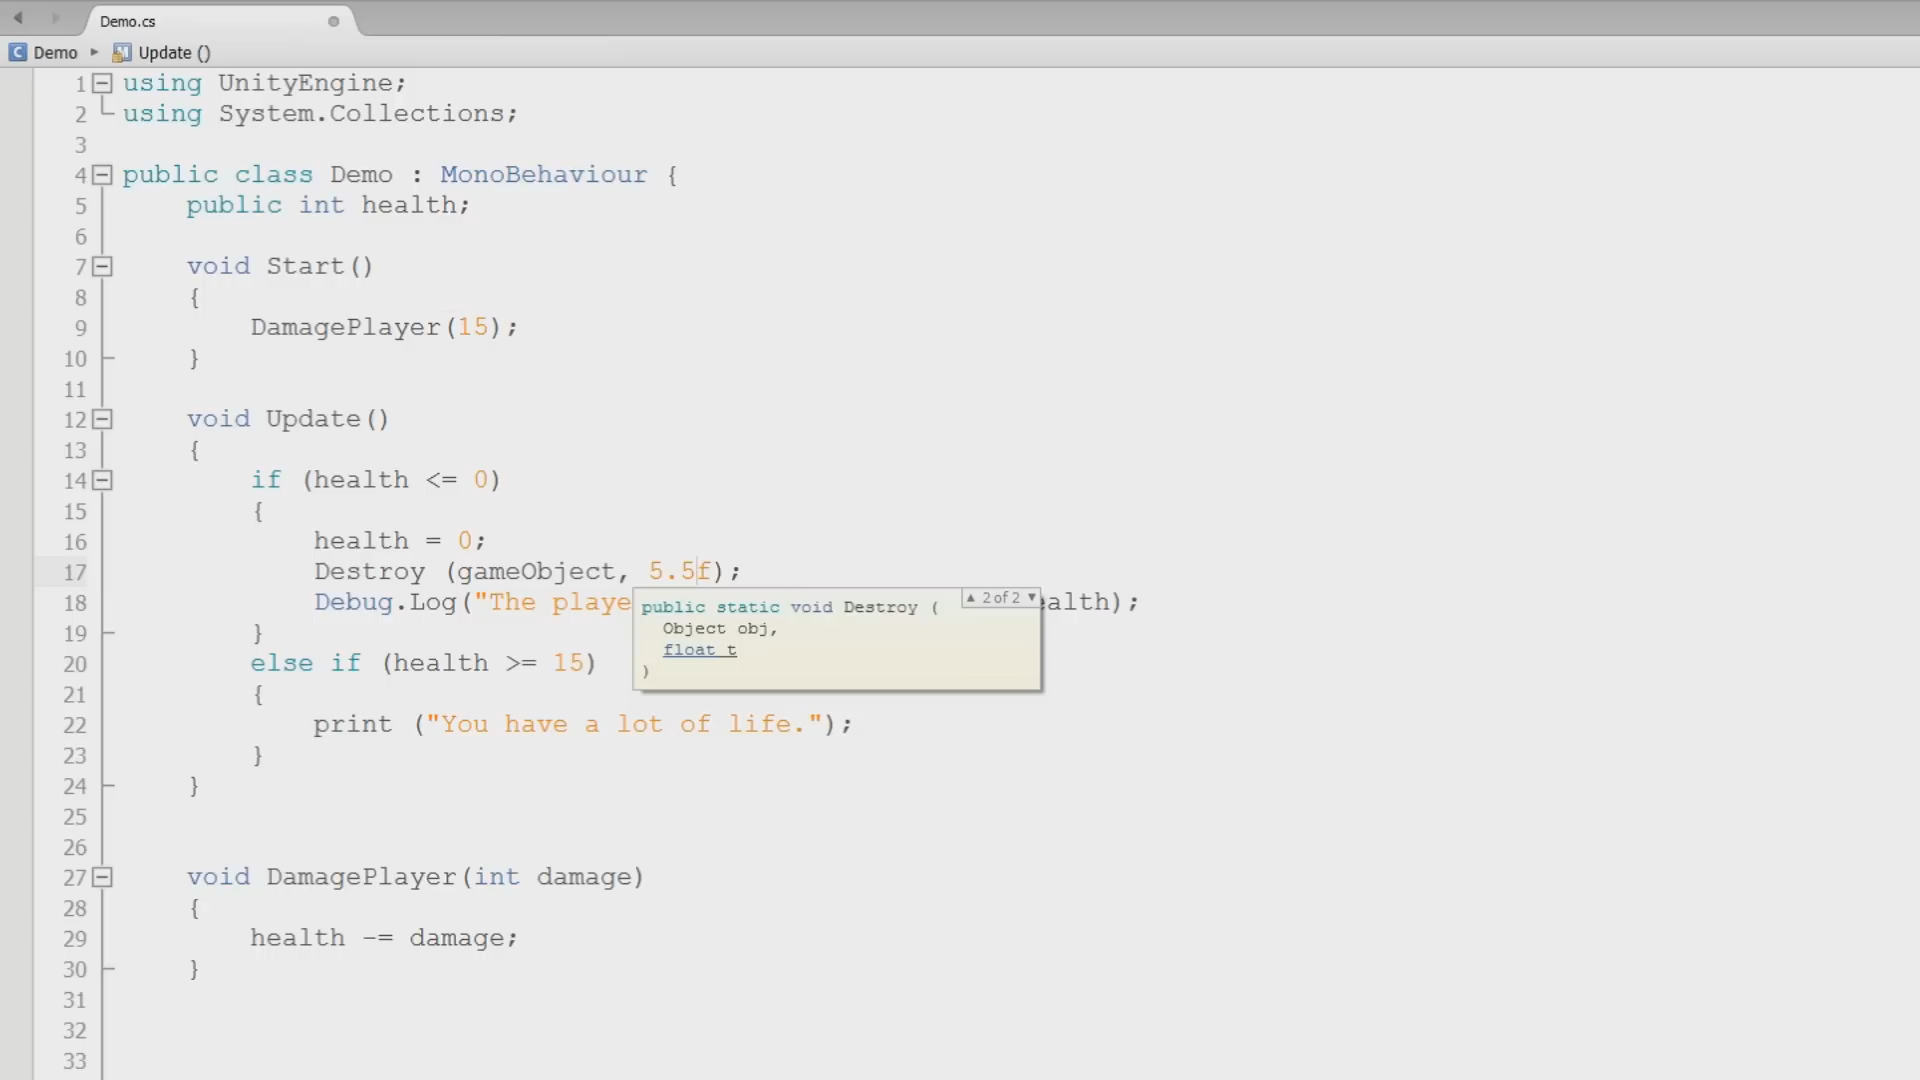 Demo.cs
Demo ▸ Update ()
1 using UnityEngine;
2 using System.Collections;
3
4 public class Demo : MonoBehaviour {
5 public int health;
6
7 void Start()
8 {
9 DamagePlayer(15);
10 }
11
12 void Update()
13 {
14 if (health <= 0)
15 {
16 health = 0;
17 Destroy (gameObject, 5.5f);
18 Debug.Log("The playe ealth);
public static void Destroy ( ▲ 2 of 2 ▼
Object obj,
float t
)
19 }
20 else if (health >= 15)
21 {
22 print ("You have a lot of life.");
23 }
24 }
25
26
27 void DamagePlayer(int damage)
28 {
29 health -= damage;
30 }
31
32
33